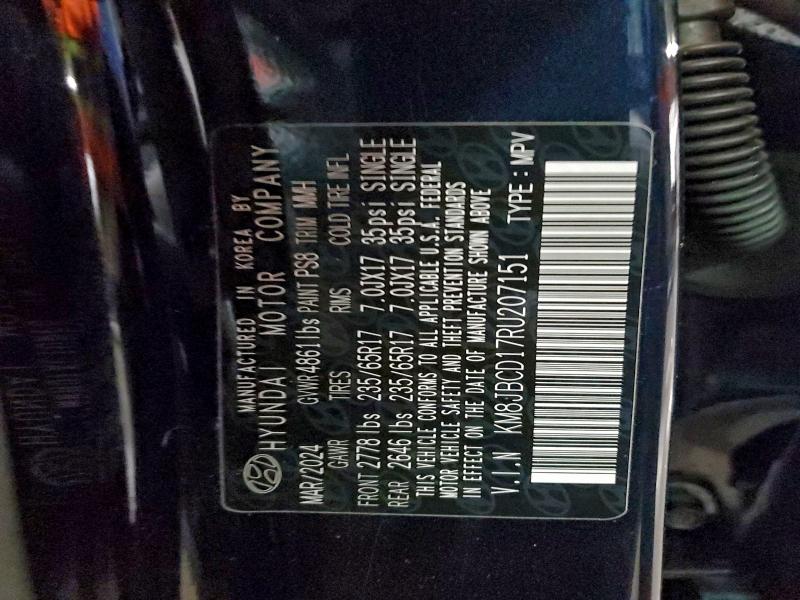 MANUFACTURED IN KOREA BY
HYUNDAI MOTOR COMPANY
MAR/2024 GVWR 4861lbs PAINT PS8 TRIM MMH
GAWR TIRES RIMS COLD TIRE INFL
FRONT 2778 lbs 235/65R17 7.0JX17 35psi SINGLE
REAR 2646 lbs 235/65R17 7.0JX17 35psi SINGLE
THIS VEHICLE CONFORMS TO ALL APPLICABLE U.S.A. FEDERAL
MOTOR VEHICLE SAFETY AND THEFT PREVENTION STANDARDS
IN EFFECT ON THE DATE OF MANUFACTURE SHOWN ABOVE
V.I.N KM8JBCD17RU207151 TYPE : MPV